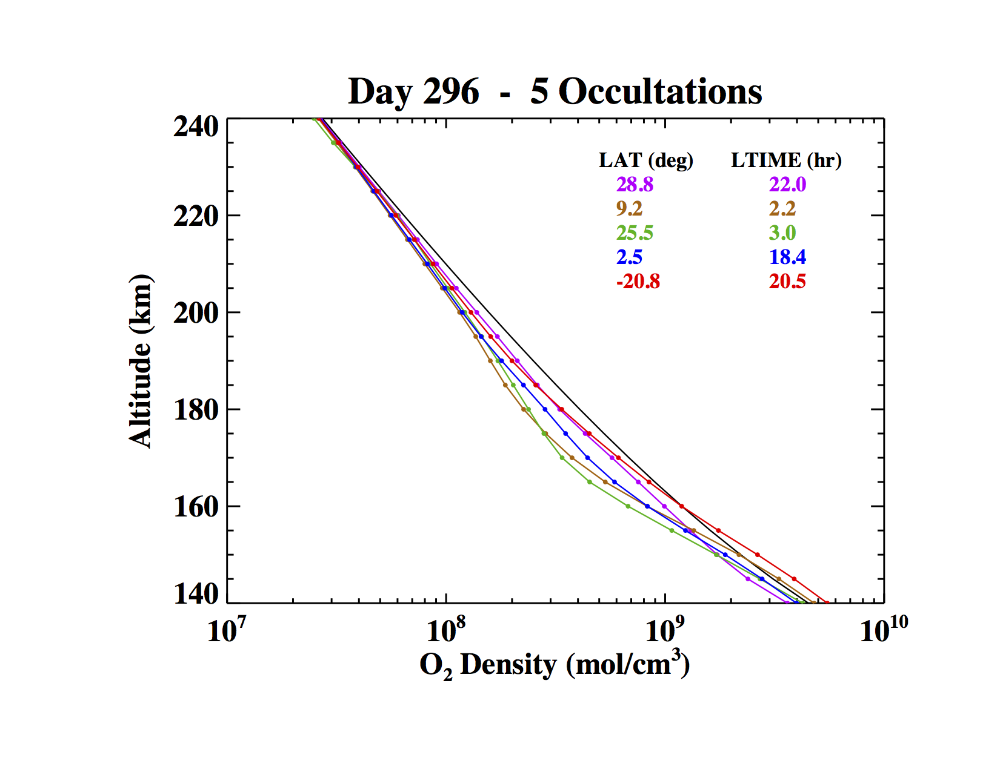 Day 296 - 5 Occultations
240
220
200
180
160
140
Altitude (km)
LAT (deg) LTIME (hr)
28.8 22.0
9.2 2.2
25.5 3.0
2.5 18.4
-20.8 20.5
10⁷ 10⁸ 10⁹ 10¹⁰
O₂ Density (mol/cm³)